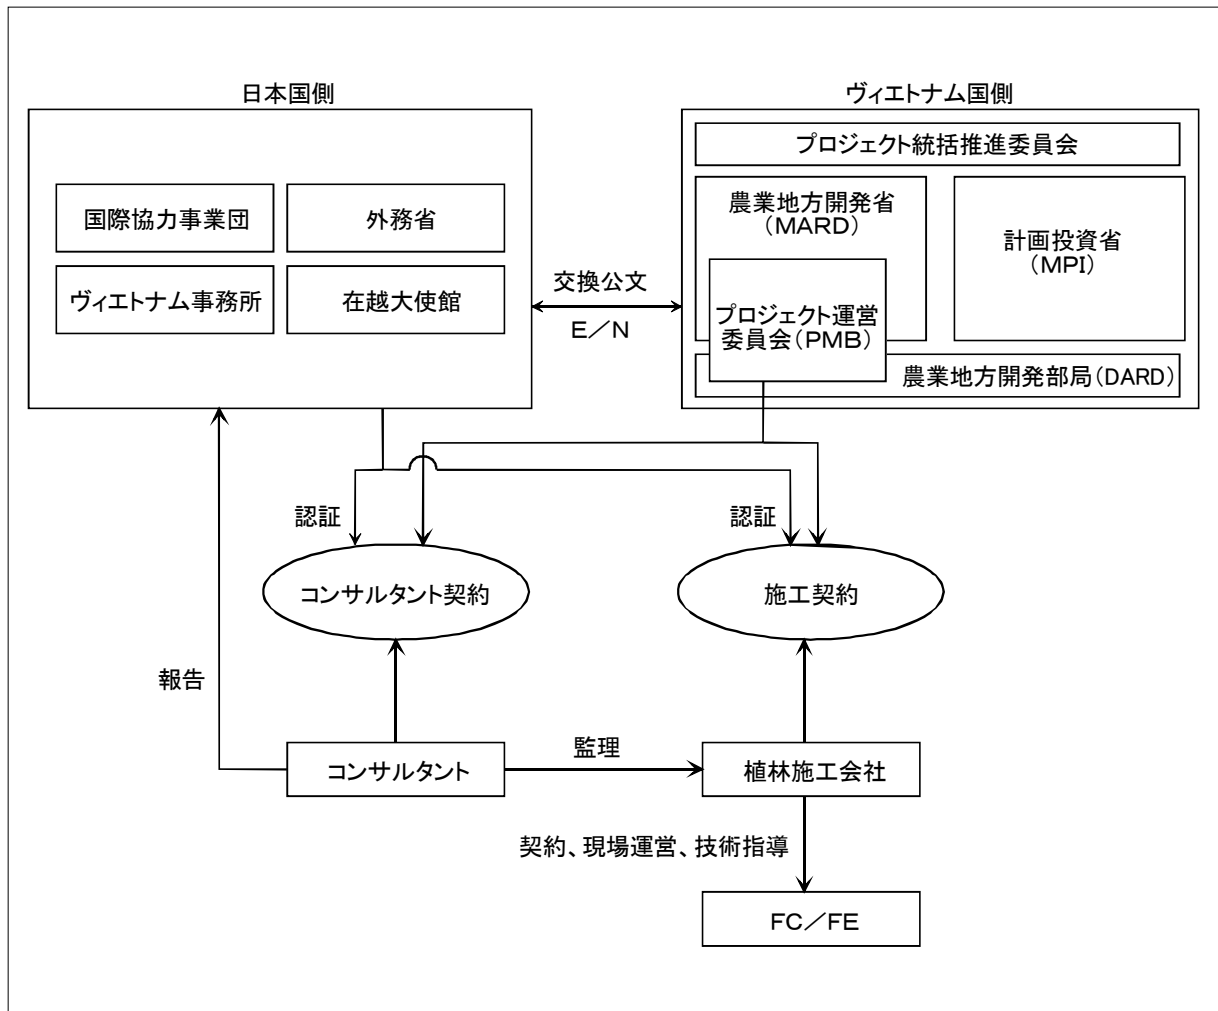 日本国側
ヴィエトナム国側
プロジェクト統括推進委員会
国際協力事業団
外務省
ヴィエトナム事務所
在越大使館
交換公文
E／N
農業地方開発省
(MARD)
計画投資省
(MPI)
プロジェクト運営
委員会(PMB)
農業地方開発部局(DARD)
認証
認証
コンサルタント契約
施工契約
報告
コンサルタント
監理
植林施工会社
契約、現場運営、技術指導
FC／FE